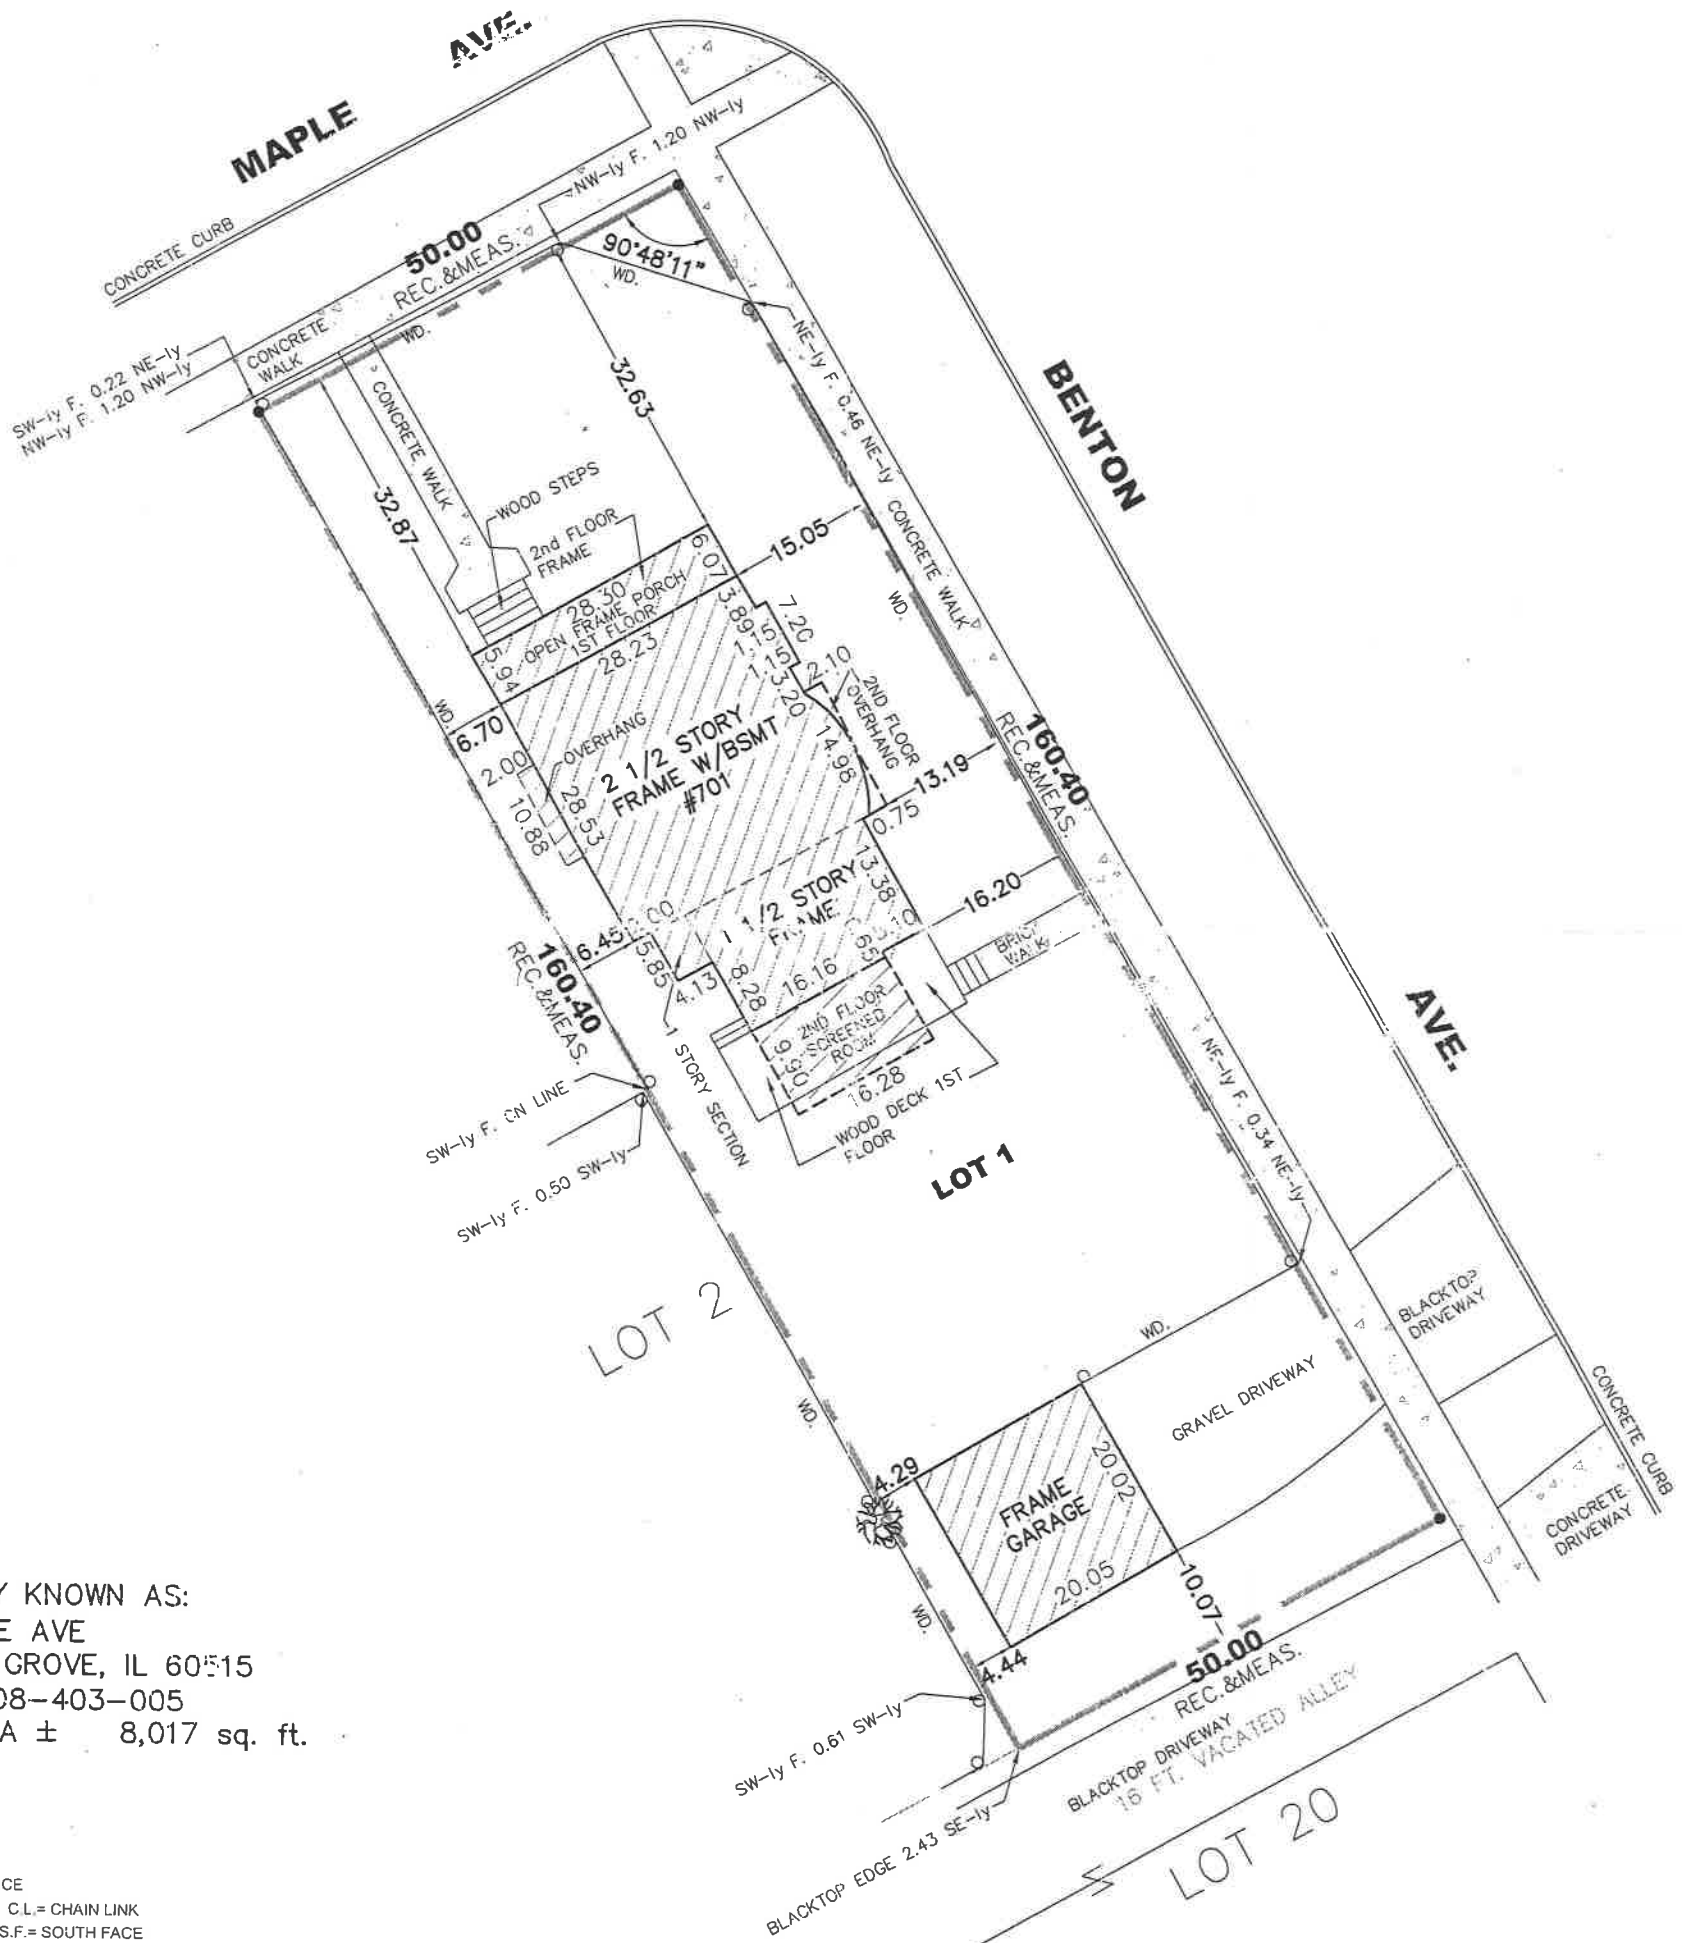 MAPLE
AVE.
CONCRETE CURB
50.00
REC.&MEAS.
NW-ly F. 1.20 NW-ly
90°48'11"
WD.
SW-ly F. 0.22 NE-ly
NW-ly F. 1.20 NW-ly
CONCRETE
WALK
WD.
CONCRETE WALK
32.63
32.87
NE-ly F. 0.46 NE-ly
CONCRETE WALK
BENTON
AVE.
WOOD STEPS
2nd FLOOR
FRAME
15.05
WD.
6.07
28.30
OPEN FRAME PORCH
1ST FLOOR
28.23
5.94
3.89
7.20
1.15
1.15
3.20
2.10
2ND FLOOR
OVERHANG
14.98
WD.
6.70
2.00
OVERHANG
10.88
28.53
2 1/2 STORY
FRAME W/BSMT
#701
13.19
0.75
160.40
REC.&MEAS.
13.38
1 1/2 STORY
FRAME
16.20
6.45
5.85
4.13
8.28
16.16
BRICK
WALK
160.40
REC.&MEAS.
2ND FLOOR
SCREENED
ROOM
9.90
16.28
WOOD DECK 1ST
FLOOR
1 STORY SECTION
SW-ly F. ON LINE
SW-ly F. 0.50 SW-ly
LOT 1
NE-ly F. 0.34 NE-ly
LOT 2
BLACKTOP
DRIVEWAY
WD.
GRAVEL DRIVEWAY
CONCRETE CURB
CONCRETE
DRIVEWAY
WD.
4.29
FRAME
GARAGE
20.02
20.05
10.07
WD.
4.44
50.00
REC.&MEAS.
SW-ly F. 0.61 SW-ly
BLACKTOP DRIVEWAY
16 FT. VACATED ALLEY
BLACKTOP EDGE 2.43 SE-ly
LOT 20
Y KNOWN AS:
E AVE
GROVE, IL 60515
08-403-005
A ± 8,017 sq. ft.
CE
C.L.= CHAIN LINK
S.F.= SOUTH FACE